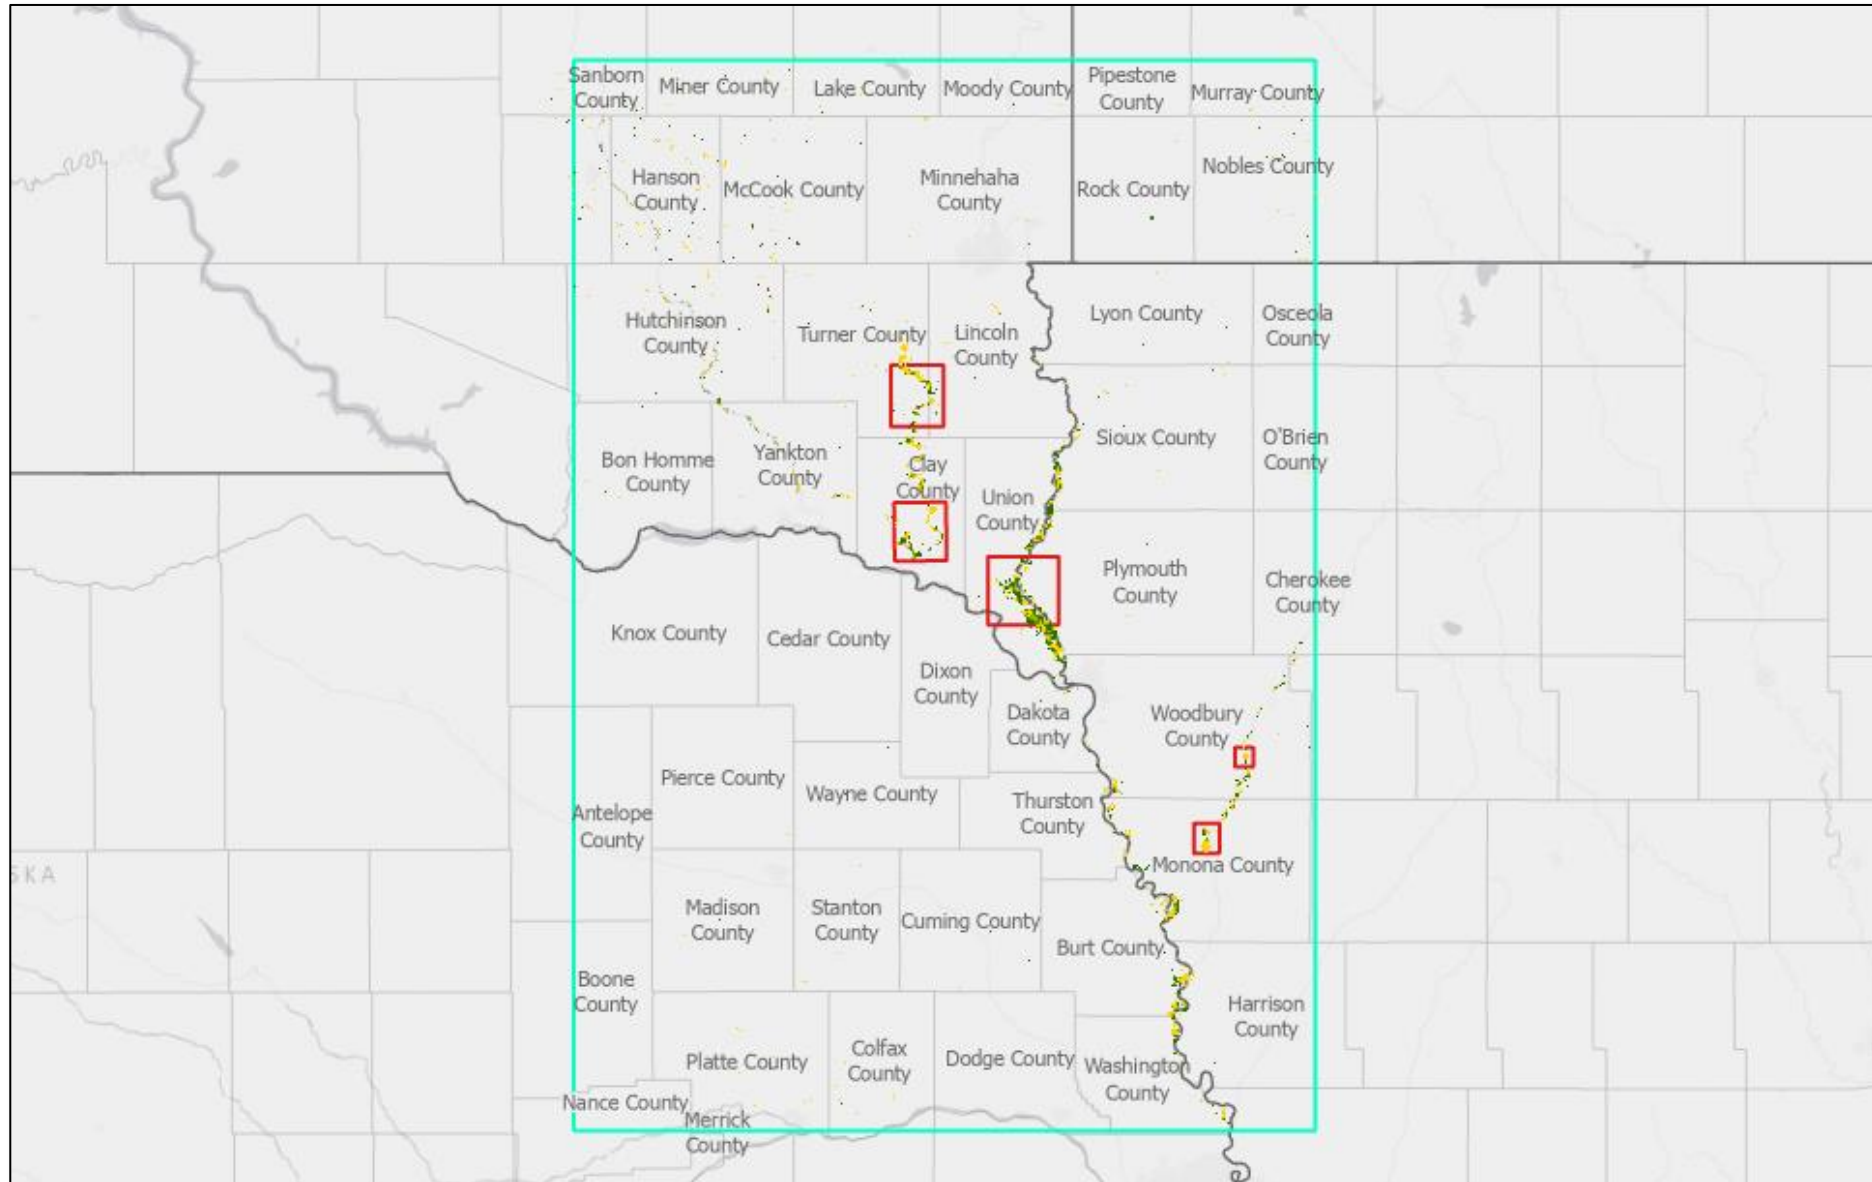 Sanborn
County
Miner County
Lake County
Moody County
Pipestone
County
Murray County
Hanson
County
McCook County
Minnehaha
County
Rock County
Nobles County
Hutchinson
County
Turner County
Lincoln
County
Lyon County
Osceola
County
Bon Homme
County
Yankton
County
Clay
County
Union
County
Sioux County
O'Brien
County
Plymouth
County
Cherokee
County
Knox County
Cedar County
Dixon
County
Dakota
County
Woodbury
County
Pierce County
Wayne County
Thurston
County
Antelope
County
SKA
Monona County
Madison
County
Stanton
County
Cuming County
Burt County
Boone
County
Harrison
County
Platte County
Colfax
County
Dodge County
Washington
County
Nance County
Merrick
County